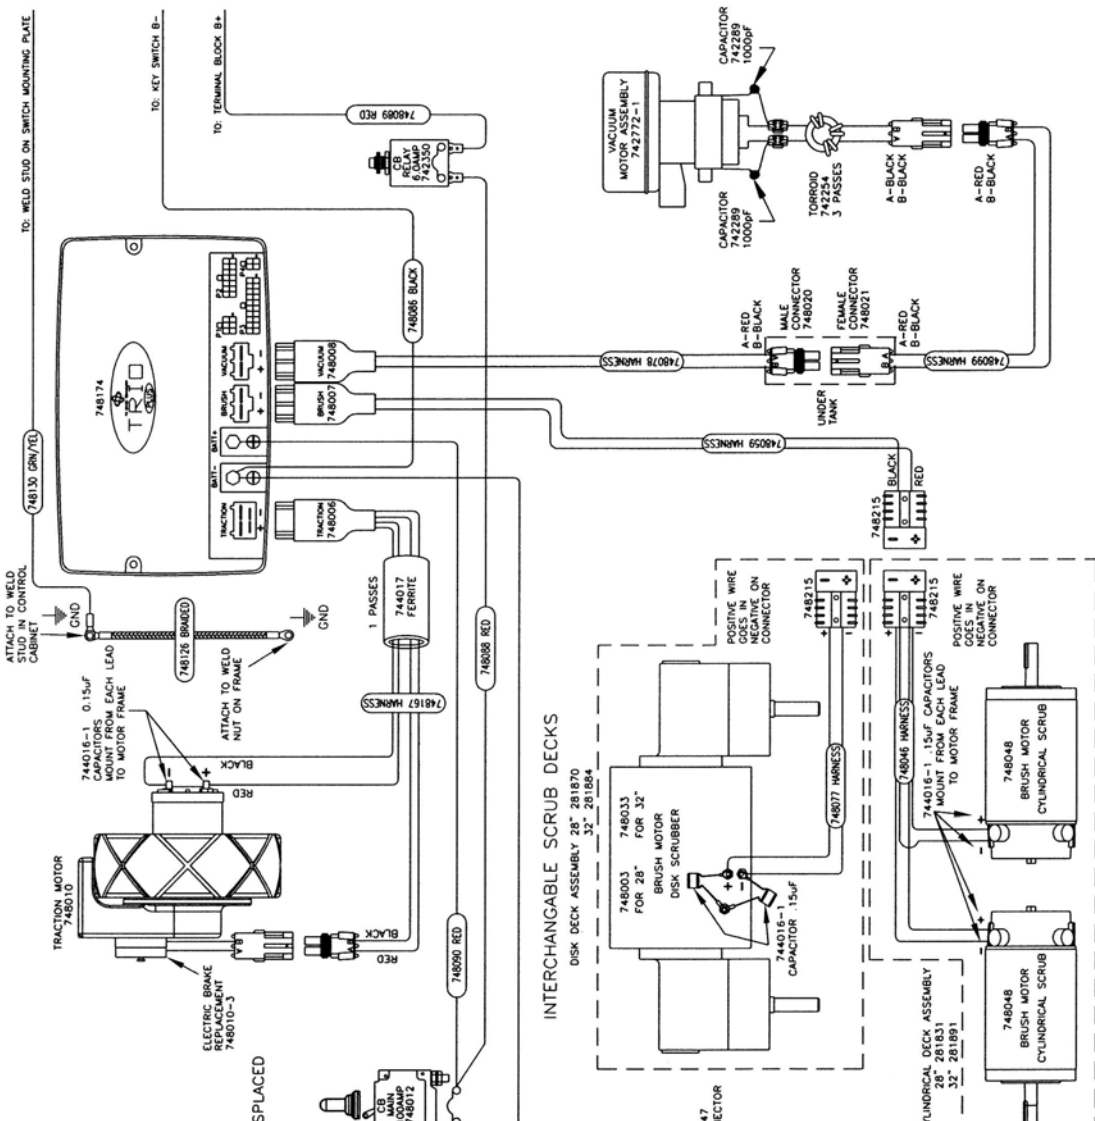 TO: WELD STUD ON SWITCH MOUNTING PLATE
TO: KEY SWITCH B-
TO: TERMINAL BLOCK B+
748089 RED
CB
RELAY
6.0AMP
742350
748086 BLACK
748130 GRN/YEL
748174
TRIO
PLUS
P2
P4
P3
VACUUM
- +
BRUSH
- +
BATT+
BATT-
TRACTION
- +
VACUUM
748008
BRUSH
748007
TRACTION
748006
ATTACH TO WELD
STUD IN CONTROL
CABINET
GND
748126 BRAIDED
GND
ATTACH TO WELD
NUT ON FRAME
1 PASSES
744017
FERRITE
748167 HARNESS
748088 RED
748090 RED
744016-1 0.15uF
CAPACITORS
MOUNT FROM EACH LEAD
TO MOTOR FRAME
- +
BLACK
RED
TRACTION MOTOR
748010
ELECTRIC BRAKE
REPLACEMENT
748010-3
A B
A B
BLACK
RED
SPLACED
CB
MAIN
00AMP
748012
VACUUM
MOTOR ASSEMBLY
742772-1
CAPACITOR
742289
1000pF
CAPACITOR
742289
1000pF
TORROID
742254
3 PASSES
A-BLACK
B-BLACK
A-RED
B-BLACK
B A
748078 HARNESS
A-RED
B-BLACK
MALE
CONNECTOR
748020
FEMALE
CONNECTOR
748021
A-RED
B-BLACK
748099 HARNESS
UNDER
TANK
748059 HARNESS
BLACK
RED
748215
- +
INTERCHANGABLE SCRUB DECKS
DISK DECK ASSEMBLY 28" 281870
32" 281884
POSITIVE WIRE
GOES IN
NEGATIVE ON
CONNECTOR
748215
- +
+ -
748003 748033
FOR 28" FOR 32"
BRUSH MOTOR
DISK SCRUBBER
+ -
744016-1
CAPACITOR .15uF
748077 HARNESS
748215
- +
+ -
POSITIVE WIRE
GOES IN
NEGATIVE ON
CONNECTOR
748046 HARNESS
744016-1 .15uF CAPACITORS
MOUNT FROM EACH LEAD
TO MOTOR FRAME
+ -
748048
BRUSH MOTOR
CYLINDRICAL SCRUB
+ -
748048
BRUSH MOTOR
CYLINDRICAL SCRUB
YLINDRICAL DECK ASSEMBLY
28" 281831
32" 281891
47
NECTOR